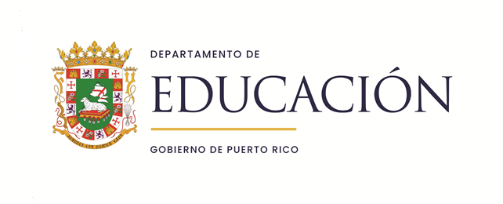 DEPARTAMENTO DE
EDUCACIÓN
GOBIERNO DE PUERTO RICO